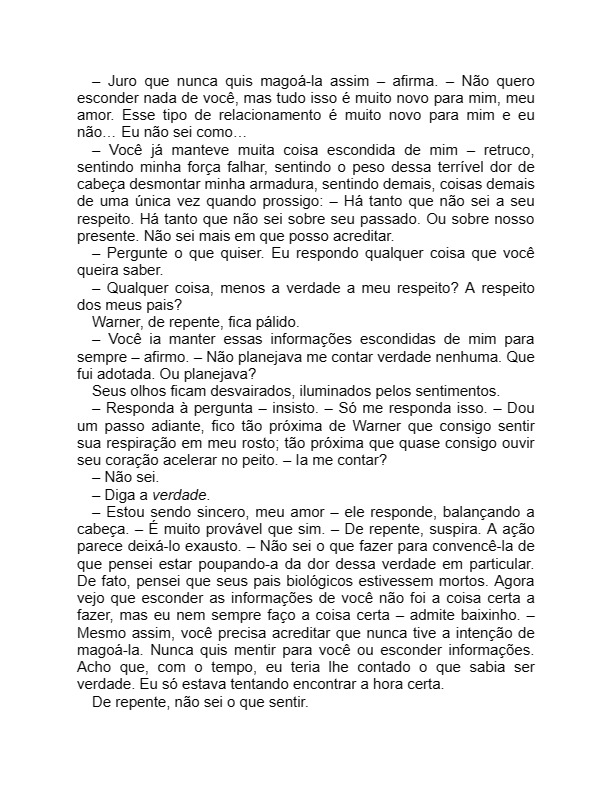 – Juro que nunca quis magoá-la assim – afirma. – Não quero
esconder nada de você, mas tudo isso é muito novo para mim, meu
amor. Esse tipo de relacionamento é muito novo para mim e eu
não… Eu não sei como…
– Você já manteve muita coisa escondida de mim – retruco,
sentindo minha força falhar, sentindo o peso dessa terrível dor de
cabeça desmontar minha armadura, sentindo demais, coisas demais
de uma única vez quando prossigo: – Há tanto que não sei a seu
respeito. Há tanto que não sei sobre seu passado. Ou sobre nosso
presente. Não sei mais em que posso acreditar.
– Pergunte o que quiser. Eu respondo qualquer coisa que você
queira saber.
– Qualquer coisa, menos a verdade a meu respeito? A respeito
dos meus pais?
Warner, de repente, fica pálido.
– Você ia manter essas informações escondidas de mim para
sempre – afirmo. – Não planejava me contar verdade nenhuma. Que
fui adotada. Ou planejava?
Seus olhos ficam desvairados, iluminados pelos sentimentos.
– Responda à pergunta – insisto. – Só me responda isso. – Dou
um passo adiante, fico tão próxima de Warner que consigo sentir
sua respiração em meu rosto; tão próxima que quase consigo ouvir
seu coração acelerar no peito. – Ia me contar?
– Não sei.
– Diga a verdade.
– Estou sendo sincero, meu amor – ele responde, balançando a
cabeça. – É muito provável que sim. – De repente, suspira. A ação
parece deixá-lo exausto. – Não sei o que fazer para convencê-la de
que pensei estar poupando-a da dor dessa verdade em particular.
De fato, pensei que seus pais biológicos estivessem mortos. Agora
vejo que esconder as informações de você não foi a coisa certa a
fazer, mas eu nem sempre faço a coisa certa – admite baixinho. –
Mesmo assim, você precisa acreditar que nunca tive a intenção de
magoá-la. Nunca quis mentir para você ou esconder informações.
Acho que, com o tempo, eu teria lhe contado o que sabia ser
verdade. Eu só estava tentando encontrar a hora certa.
De repente, não sei o que sentir.